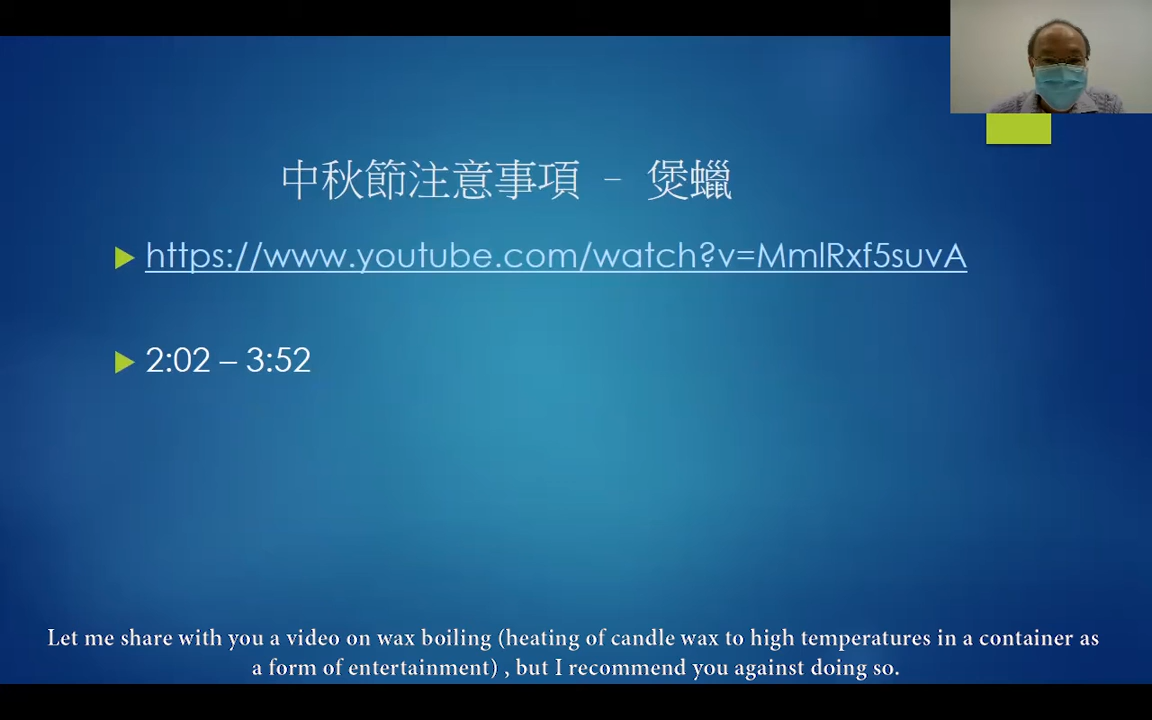 中秋節注意事項 – 煲蠟
https://www.youtube.com/watch?v=MmlRxf5suvA
2:02 – 3:52
Let me share with you a video on wax boiling (heating of candle wax to high temperatures in a container as
a form of entertainment) , but I recommend you against doing so.